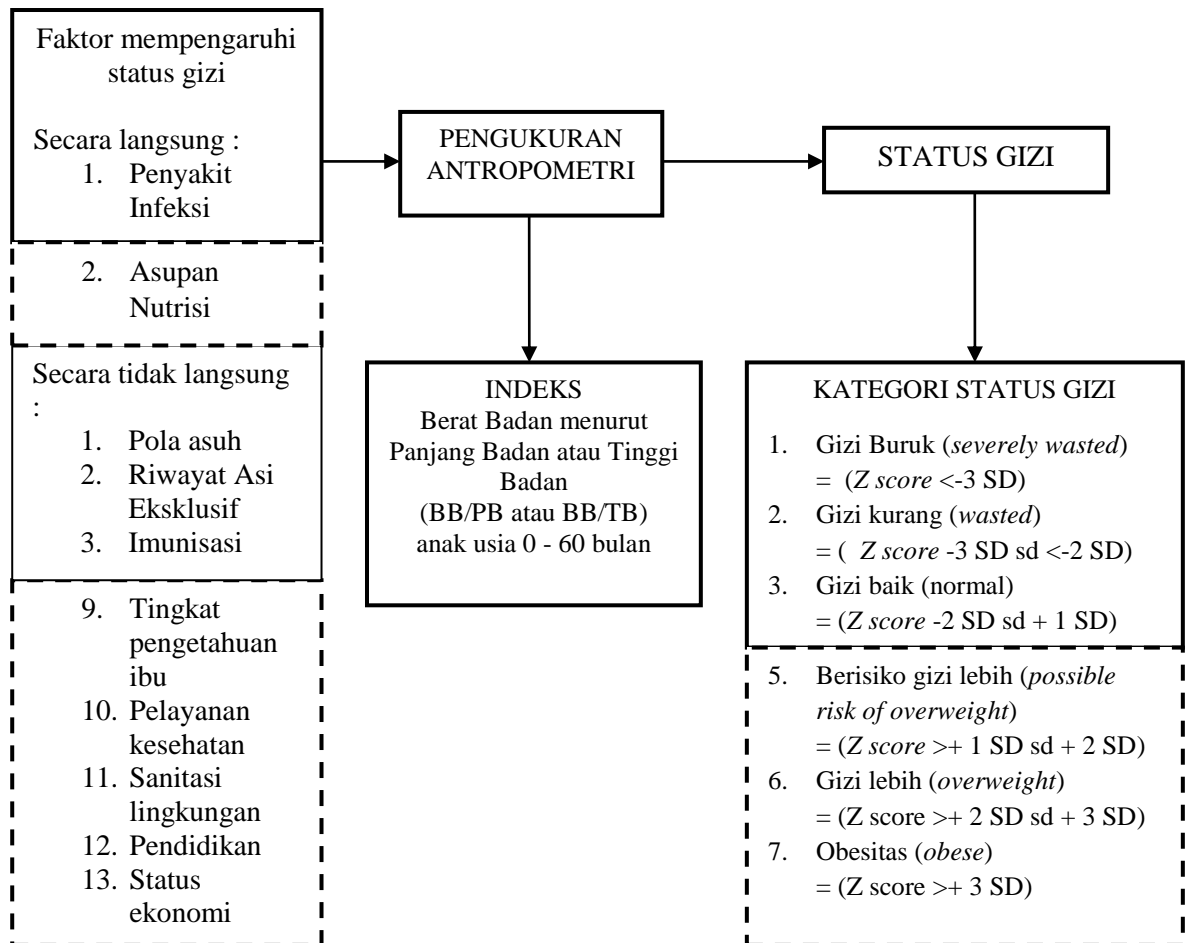 Faktor mempengaruhi
status gizi
Secara langsung :
1. Penyakit
Infeksi
2. Asupan
Nutrisi
Secara tidak langsung
:
1. Pola asuh
2. Riwayat Asi
Eksklusif
3. Imunisasi
9. Tingkat
pengetahuan
ibu
10. Pelayanan
kesehatan
11. Sanitasi
lingkungan
12. Pendidikan
13. Status
ekonomi
PENGUKURAN
ANTROPOMETRI
INDEKS
Berat Badan menurut
Panjang Badan atau Tinggi
Badan
(BB/PB atau BB/TB)
anak usia 0 - 60 bulan
STATUS GIZI
KATEGORI STATUS GIZI
1. Gizi Buruk (severely wasted)
= (Z score <-3 SD)
2. Gizi kurang (wasted)
= ( Z score -3 SD sd <-2 SD)
3. Gizi baik (normal)
= (Z score -2 SD sd + 1 SD)
5. Berisiko gizi lebih (possible
risk of overweight)
= (Z score >+ 1 SD sd + 2 SD)
6. Gizi lebih (overweight)
= (Z score >+ 2 SD sd + 3 SD)
7. Obesitas (obese)
= (Z score >+ 3 SD)